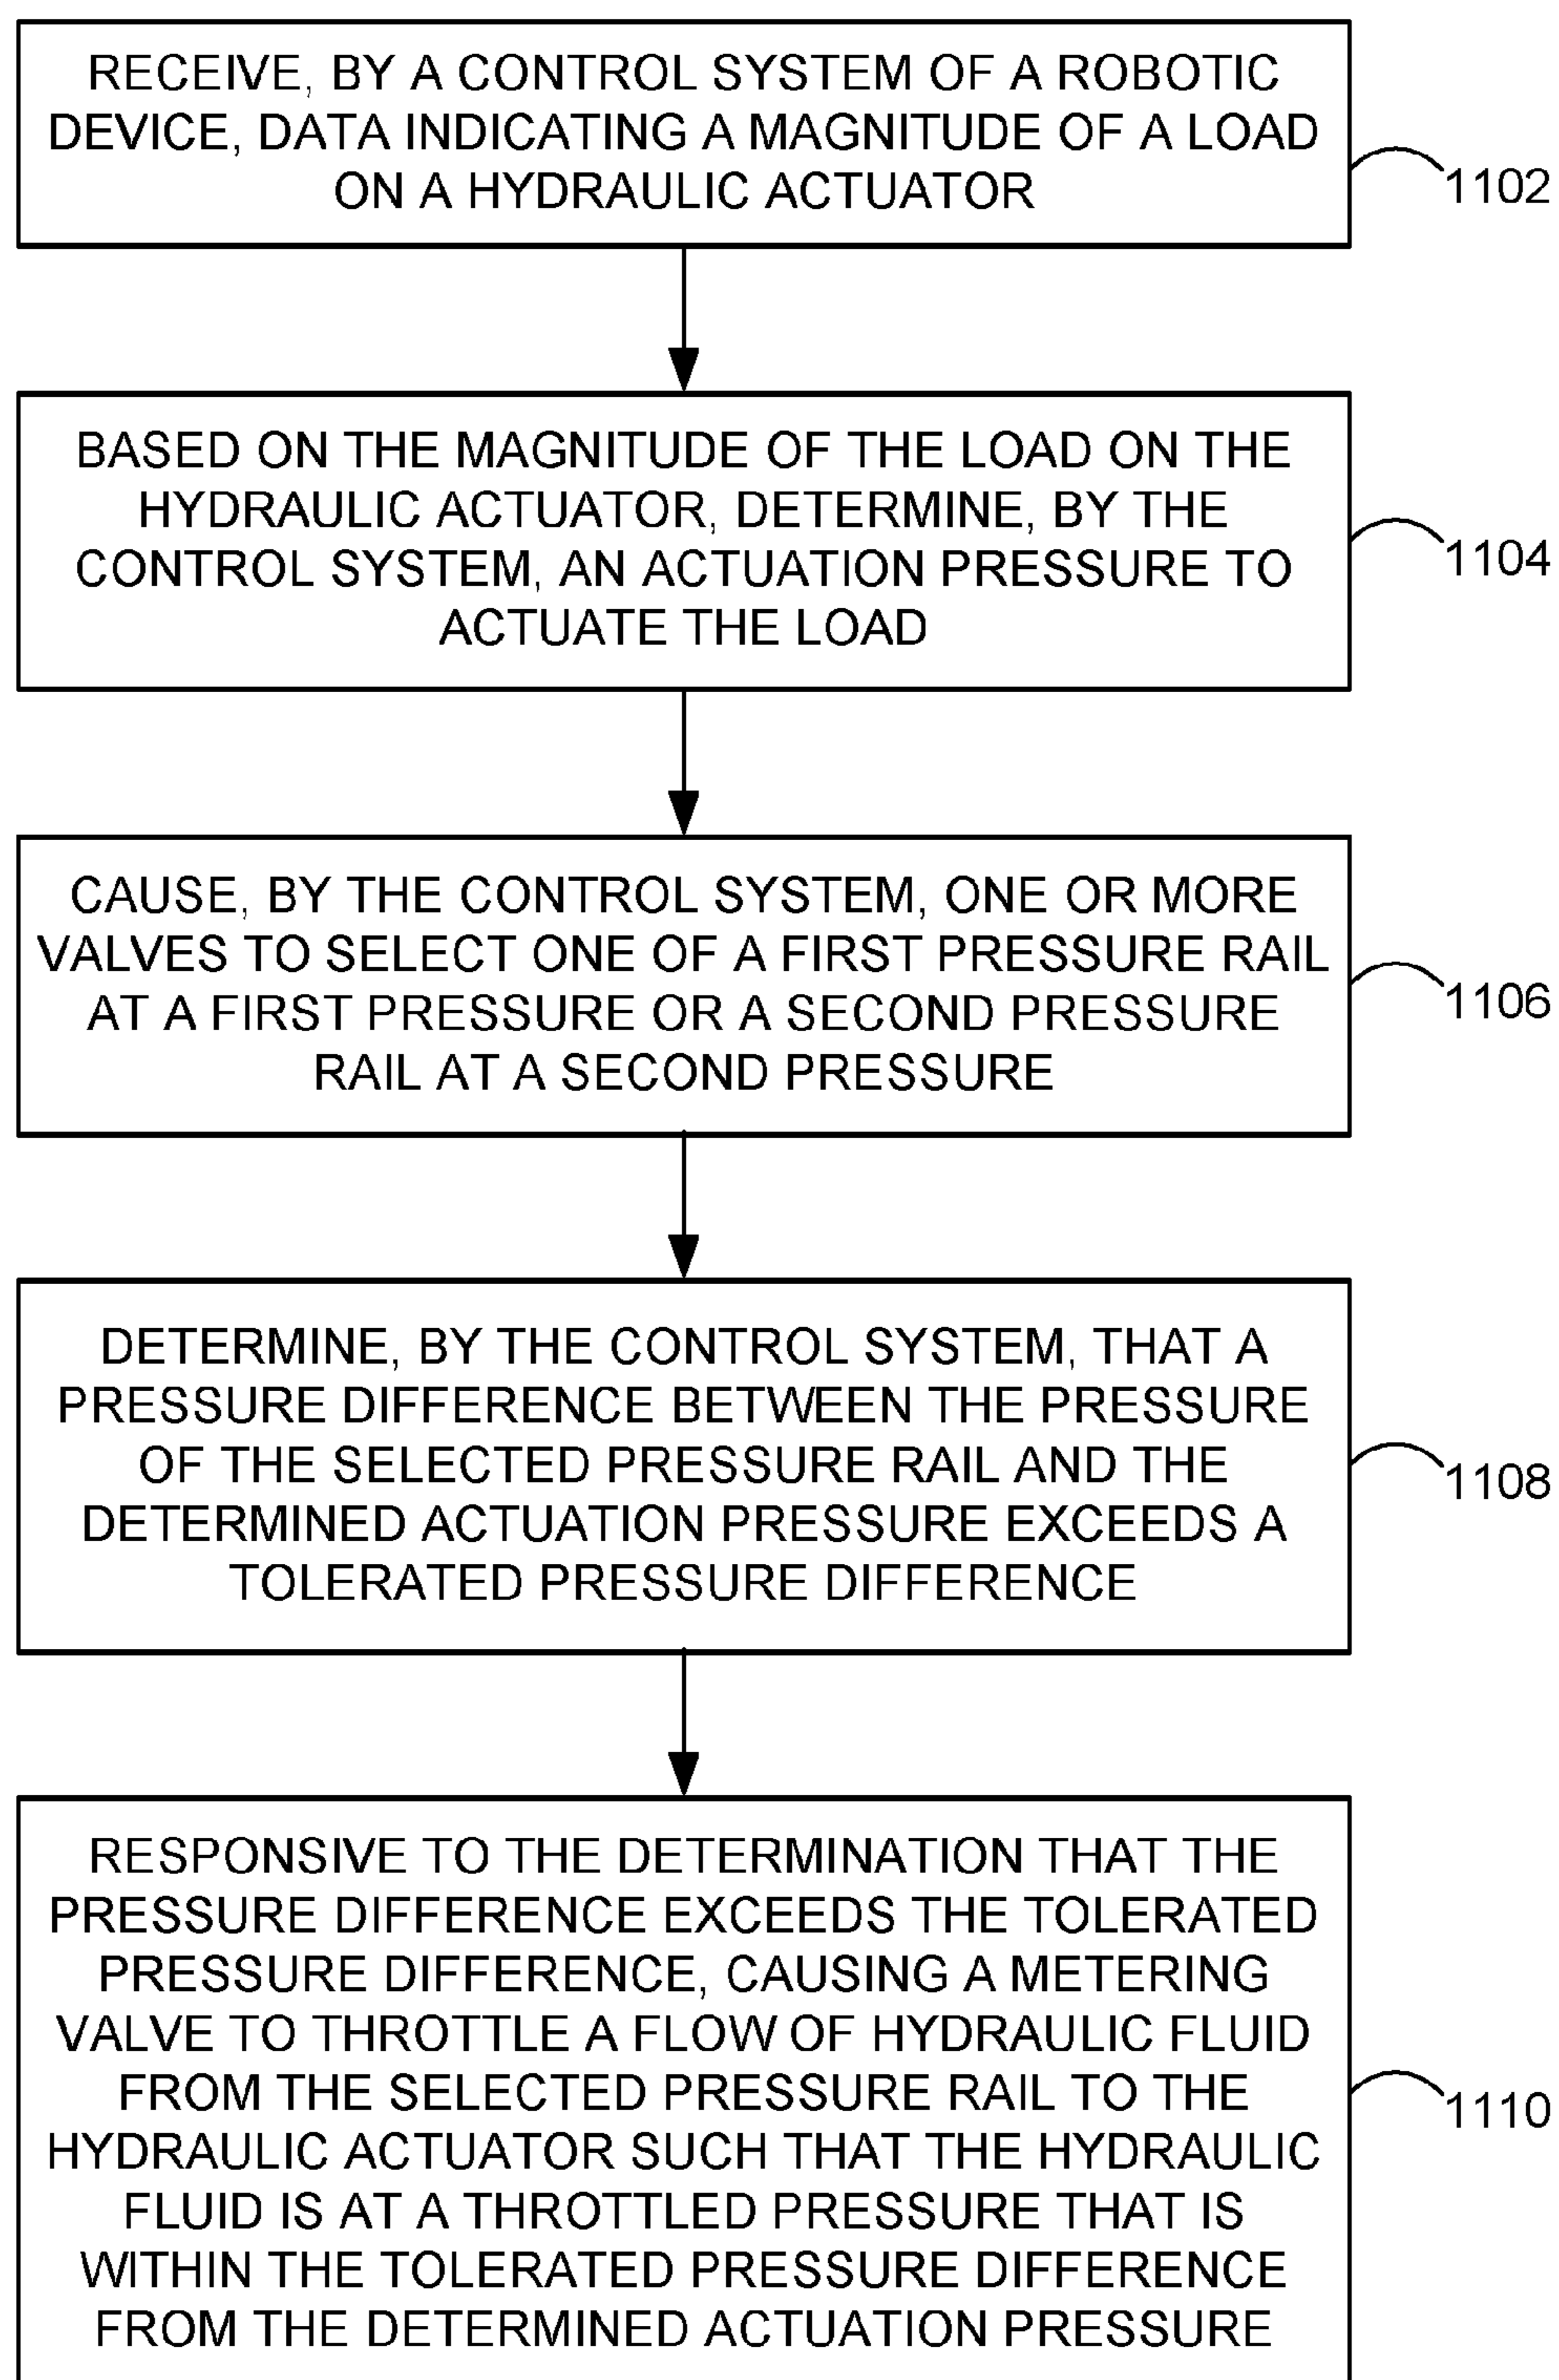 RECEIVE, BY A CONTROL SYSTEM OF A ROBOTIC
DEVICE, DATA INDICATING A MAGNITUDE OF A LOAD
ON A HYDRAULIC ACTUATOR
1102
BASED ON THE MAGNITUDE OF THE LOAD ON THE
HYDRAULIC ACTUATOR, DETERMINE, BY THE
CONTROL SYSTEM, AN ACTUATION PRESSURE TO
ACTUATE THE LOAD
1104
CAUSE, BY THE CONTROL SYSTEM, ONE OR MORE
VALVES TO SELECT ONE OF A FIRST PRESSURE RAIL
AT A FIRST PRESSURE OR A SECOND PRESSURE
RAIL AT A SECOND PRESSURE
1106
DETERMINE, BY THE CONTROL SYSTEM, THAT A
PRESSURE DIFFERENCE BETWEEN THE PRESSURE
OF THE SELECTED PRESSURE RAIL AND THE
DETERMINED ACTUATION PRESSURE EXCEEDS A
TOLERATED PRESSURE DIFFERENCE
1108
RESPONSIVE TO THE DETERMINATION THAT THE
PRESSURE DIFFERENCE EXCEEDS THE TOLERATED
PRESSURE DIFFERENCE, CAUSING A METERING
VALVE TO THROTTLE A FLOW OF HYDRAULIC FLUID
FROM THE SELECTED PRESSURE RAIL TO THE
HYDRAULIC ACTUATOR SUCH THAT THE HYDRAULIC
FLUID IS AT A THROTTLED PRESSURE THAT IS
WITHIN THE TOLERATED PRESSURE DIFFERENCE
FROM THE DETERMINED ACTUATION PRESSURE
1110